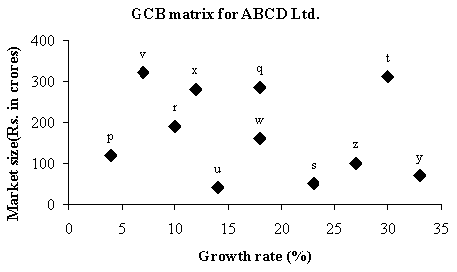 GCB matrix for ABCD Ltd.
Market size(Rs. in crores)
400
300
200
100
0
v
x
q
t
r
w
p
z
u
s
y
0 5 10 15 20 25 30 35
Growth rate (%)